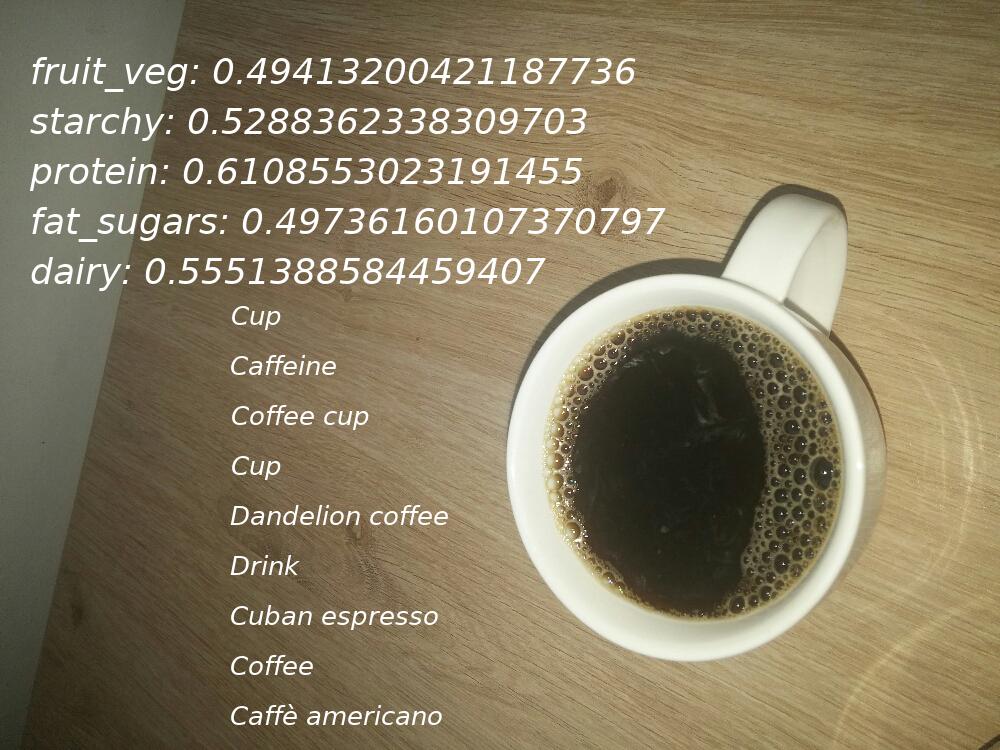 fruit_veg: 0.49413200421187736
starchy: 0.5288362338309703
protein: 0.6108553023191455
fat_sugars: 0.49736160107370797
dairy: 0.5551388584459407
Cup
Caffeine
Coffee cup
Cup
Dandelion coffee
Drink
Cuban espresso
Coffee
Caffè americano